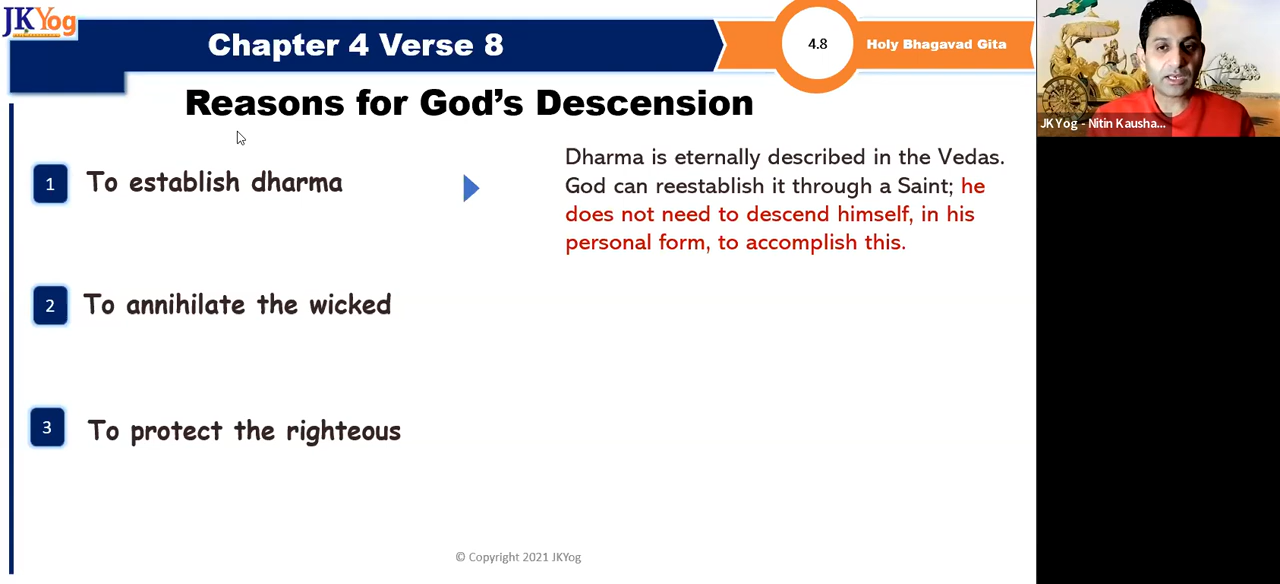 JKYog
Chapter 4 Verse 8
4.8
Holy Bhagavad Gita
JKYog - Nitin Kausha...
Reasons for God's Descension
1
To establish dharma
Dharma is eternally described in the Vedas.
God can reestablish it through a Saint; he
does not need to descend himself, in his
personal form, to accomplish this.
2
To annihilate the wicked
3
To protect the righteous
© Copyright 2021 JKYog